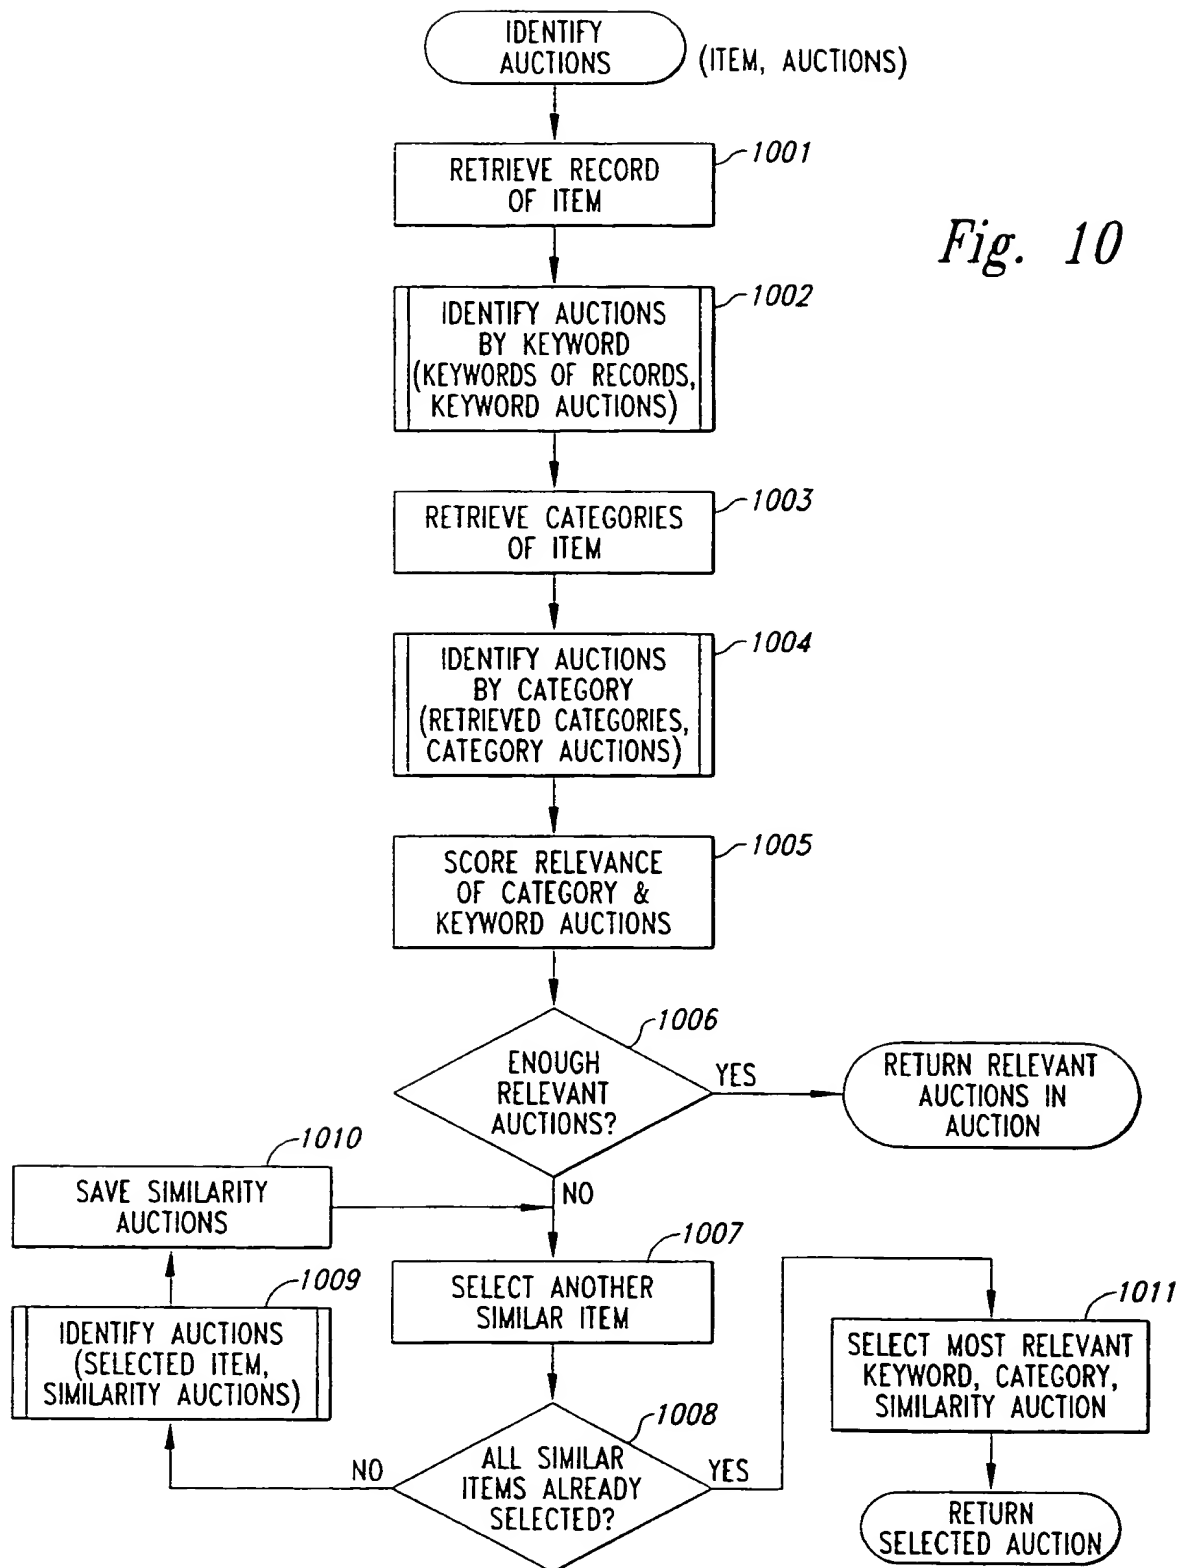 IDENTIFY
AUCTIONS
(ITEM, AUCTIONS)
1001
RETRIEVE RECORD
OF ITEM
Fig. 10
1002
IDENTIFY AUCTIONS
BY KEYWORD
(KEYWORDS OF RECORDS,
KEYWORD AUCTIONS)
1003
RETRIEVE CATEGORIES
OF ITEM
1004
IDENTIFY AUCTIONS
BY CATEGORY
(RETRIEVED CATEGORIES,
CATEGORY AUCTIONS)
1005
SCORE RELEVANCE
OF CATEGORY &
KEYWORD AUCTIONS
1006
ENOUGH
RELEVANT
AUCTIONS?
YES
RETURN RELEVANT
AUCTIONS IN
AUCTION
NO
1010
SAVE SIMILARITY
AUCTIONS
1007
SELECT ANOTHER
SIMILAR ITEM
1009
IDENTIFY AUCTIONS
(SELECTED ITEM,
SIMILARITY AUCTIONS)
1008
ALL SIMILAR
ITEMS ALREADY
SELECTED?
NO
YES
1011
SELECT MOST RELEVANT
KEYWORD, CATEGORY,
SIMILARITY AUCTION
RETURN
SELECTED AUCTION